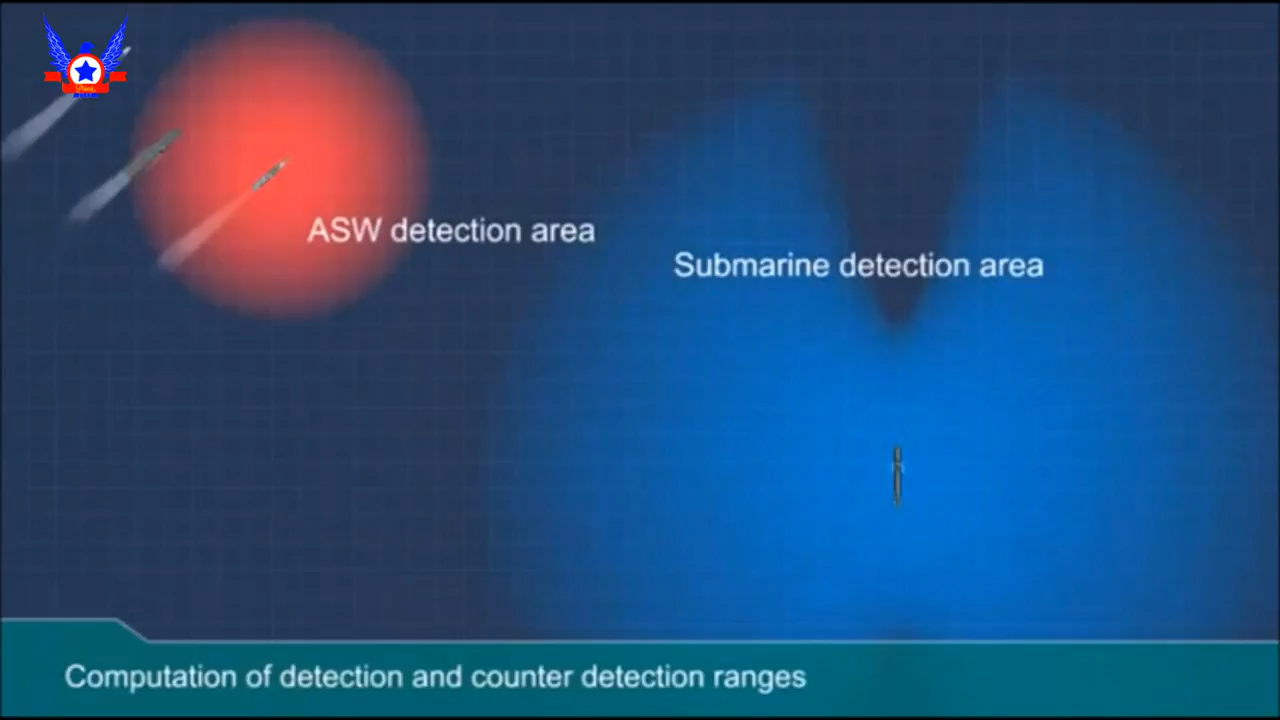 ASW detection area
Submarine detection area
Computation of detection and counter detection ranges